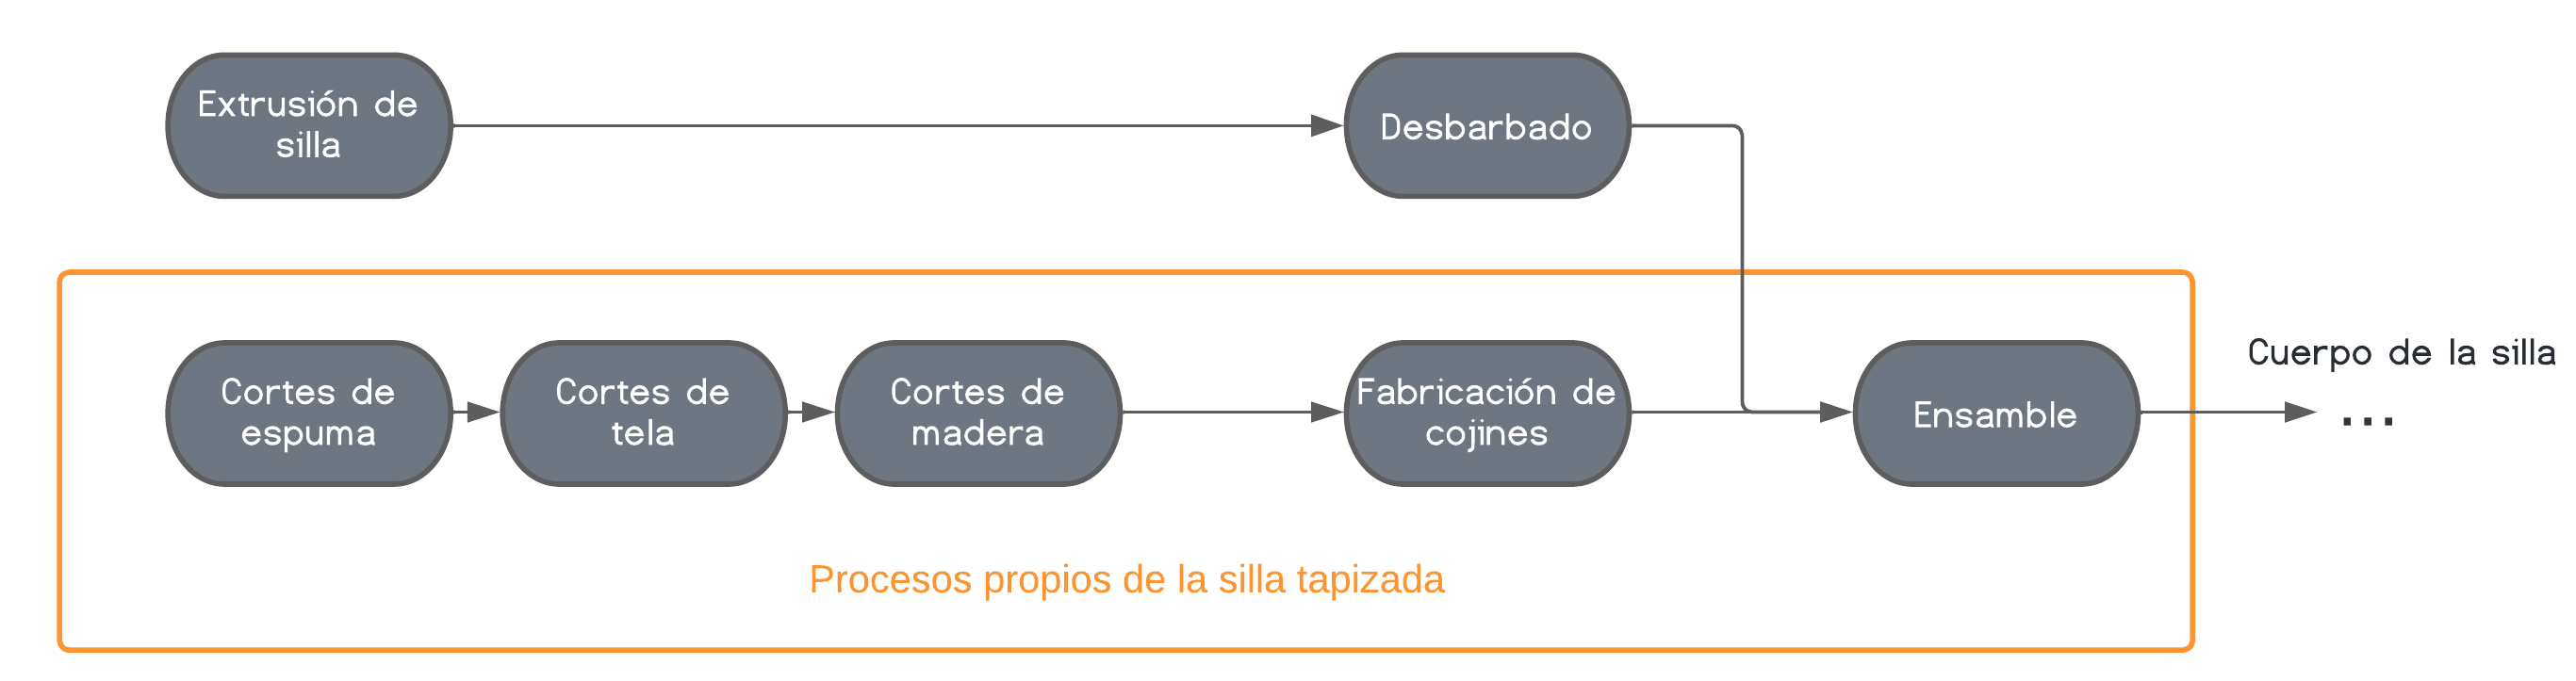 Extrusión de
silla
Desbarbado
Cortes de
espuma
Cortes de
tela
Cortes de
madera
Fabricación de
cojines
Ensamble
Cuerpo de la silla
...
Procesos propios de la silla tapizada